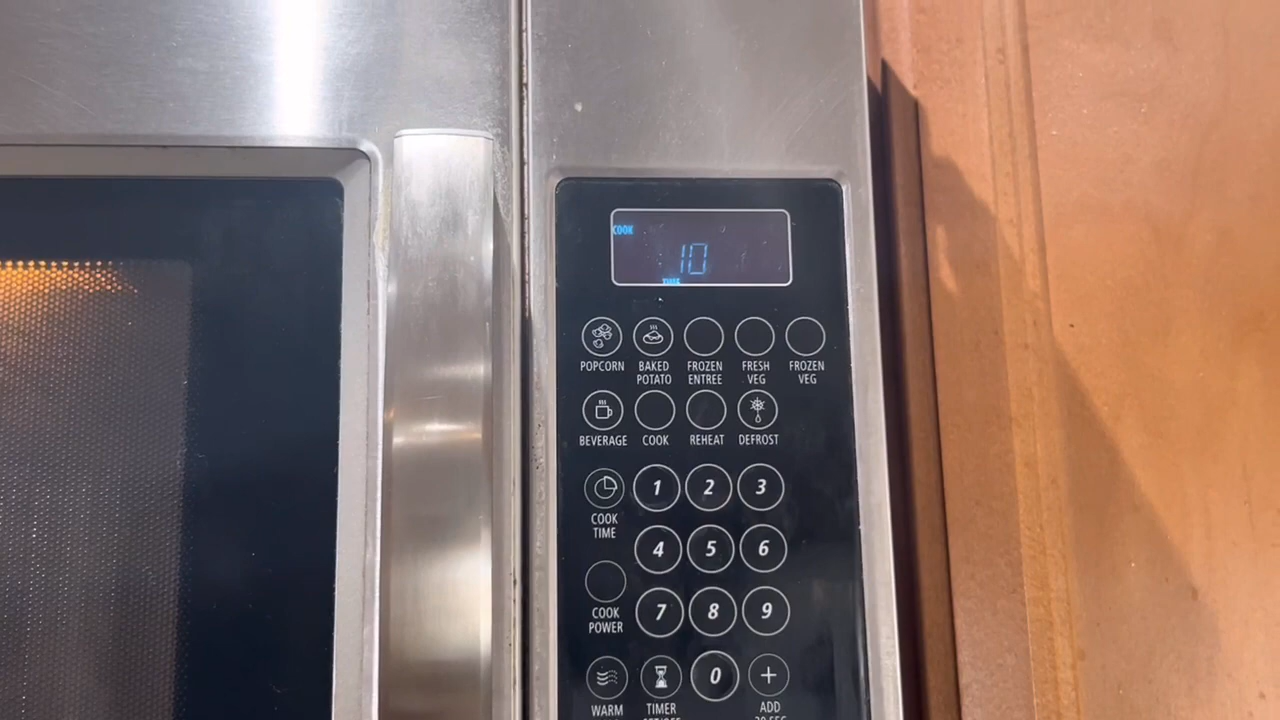 COOK
10
TIME
POPCORN
BAKED
POTATO
FROZEN
ENTREE
FRESH
VEG
FROZEN
VEG
BEVERAGE
COOK
REHEAT
DEFROST
COOK
TIME
1 2 3
4 5 6
COOK
POWER
7 8 9
0 +
WARM
TIMER
ADD